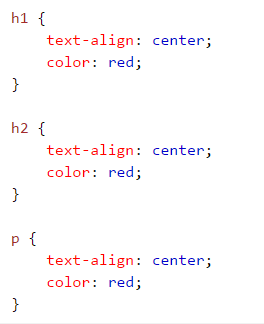 h1 {
    text-align: center;
    color: red;
}

h2 {
    text-align: center;
    color: red;
}

p {
    text-align: center;
    color: red;
}